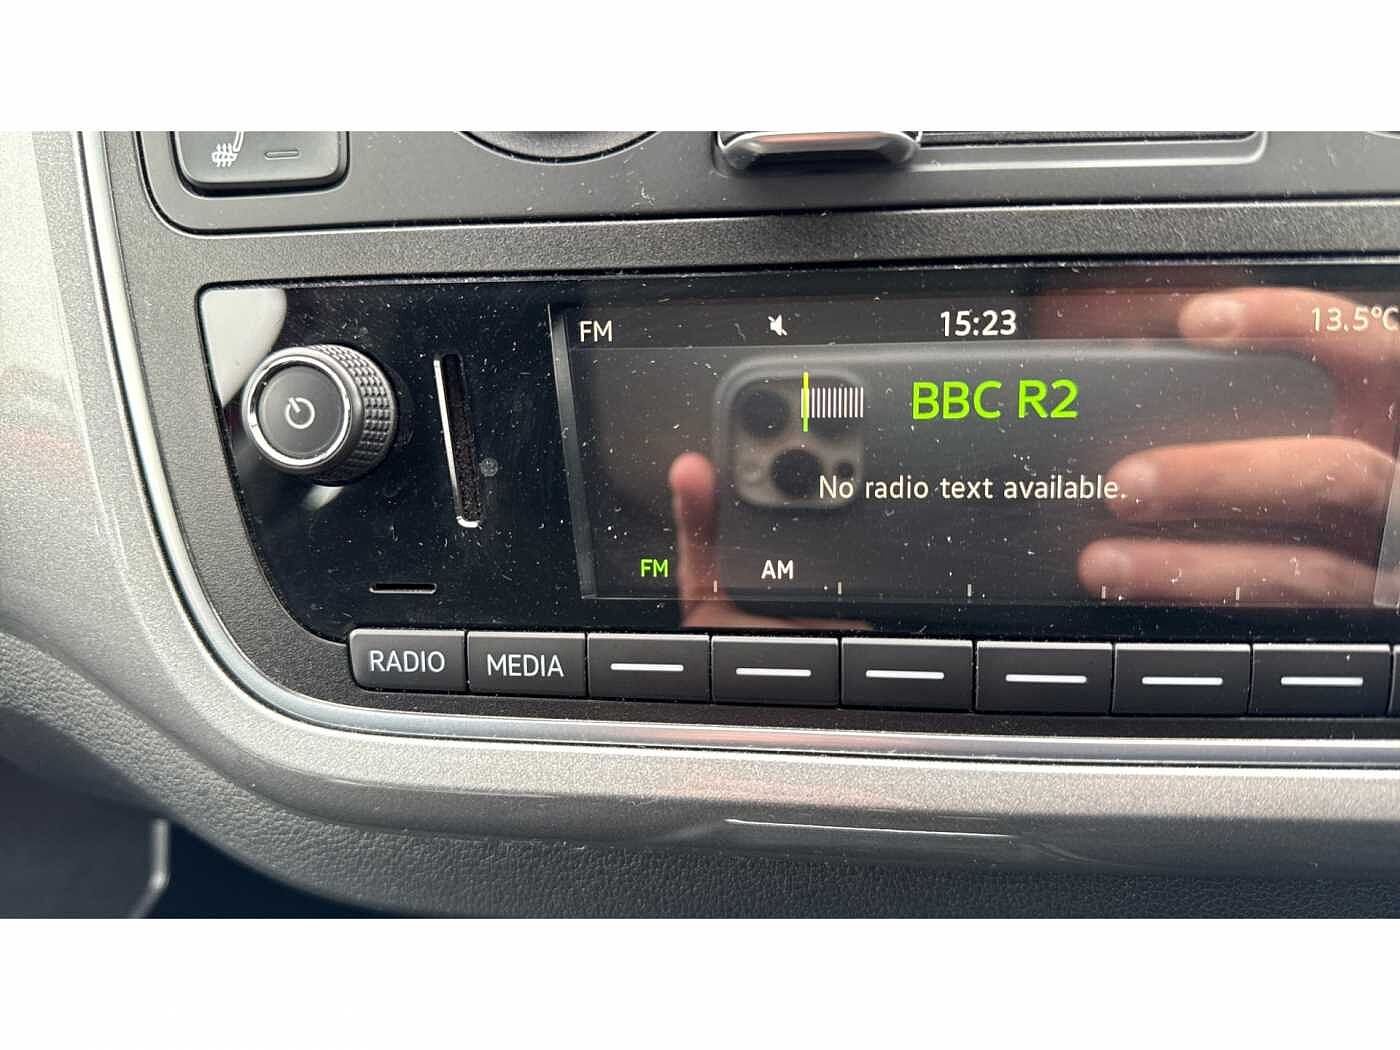 FM 15:23 13.5°C
BBC R2
No radio text available.
FM AM
RADIO MEDIA